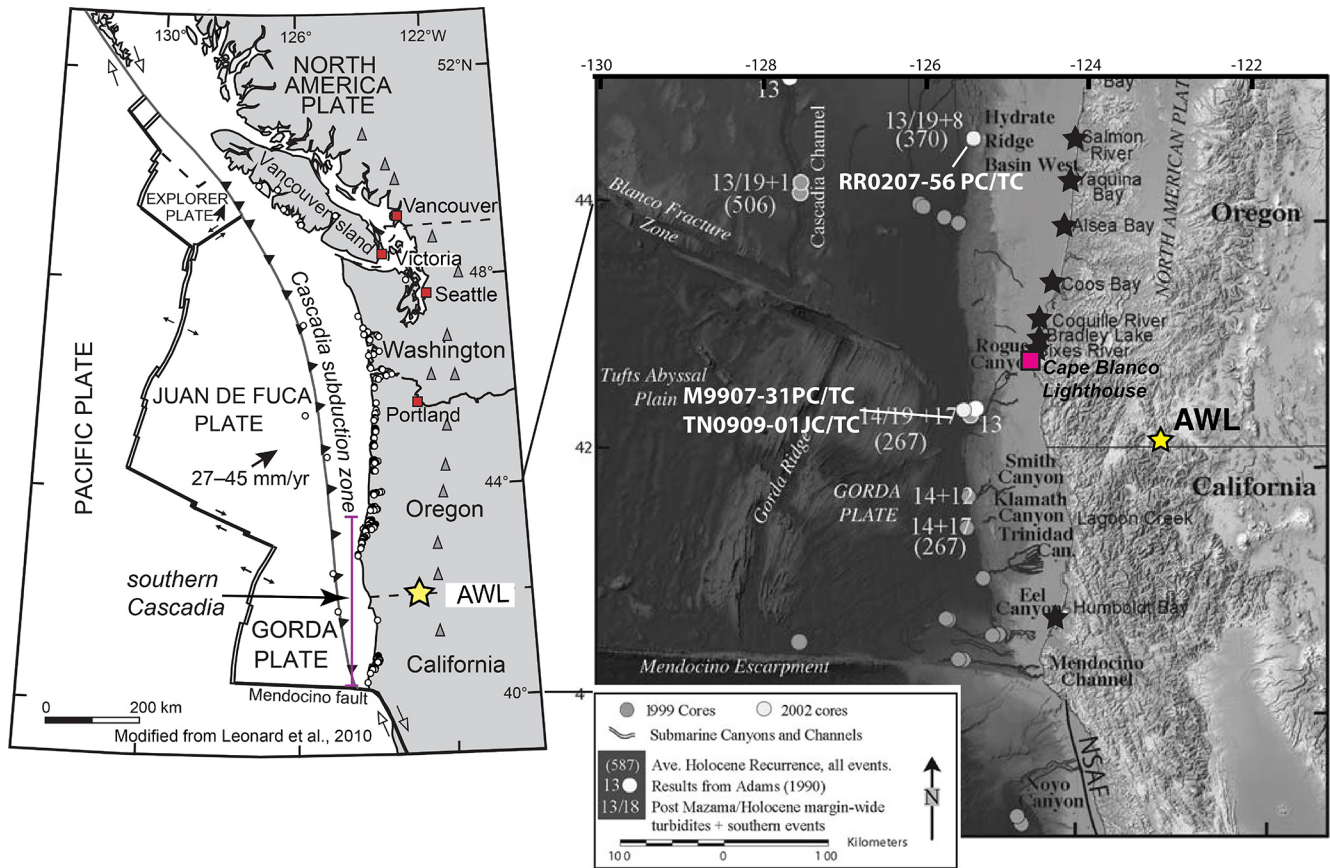 130°
126°
122°W
52°N
NORTH
AMERICA
PLATE
EXPLORER
PLATE
Vancouver Island
Vancouver
Victoria
48°
Seattle
Cascadia subduction zone
Washington
PACIFIC PLATE
JUAN DE FUCA
PLATE
27–45 mm/yr
Portland
44°
Oregon
southern
Cascadia
AWL
GORDA
PLATE
California
40°
Mendocino fault
0
200 km
Modified from Leonard et al., 2010
-130
-128
-126
-124
-122
13
Bay
Cascadia Channel
13/19+8
(370)
Hydrate
Ridge
Basin West
Salmon
River
NORTH AMERICAN PLAT
13/19+1
(506)
RR0207-56 PC/TC
Yaquina
Bay
44
Blanco Fracture
Zone
Oregon
Alsea Bay
Coos Bay
Coquille River
Bradley Lake
Sixes River
Rogue
Canyo
Cape Blanco
Lighthouse
Tufts Abyssal
Plain
M9907-31PC/TC
TN0909-01JC/TC
14/19 +17
(267)
13
AWL
42
Gorda Ridge
Smith
Canyon
California
GORDA
PLATE
14+12
Klamath
Canyon
Lagoon Creek
14+17
(267)
Trinidad
Can.
Eel
Canyon
Humboldt Bay
Mendocino Escarpment
Mendocino
Channel
4
NSAF
Noyo
Canyon
1999 Cores
2002 cores
Submarine Canyons and Channels
(587) Ave. Holocene Recurrence, all events.
13 Results from Adams (1990)
13/18 Post Mazama/Holocene margin-wide
turbidites + southern events
N
Kilometers
100
0
100